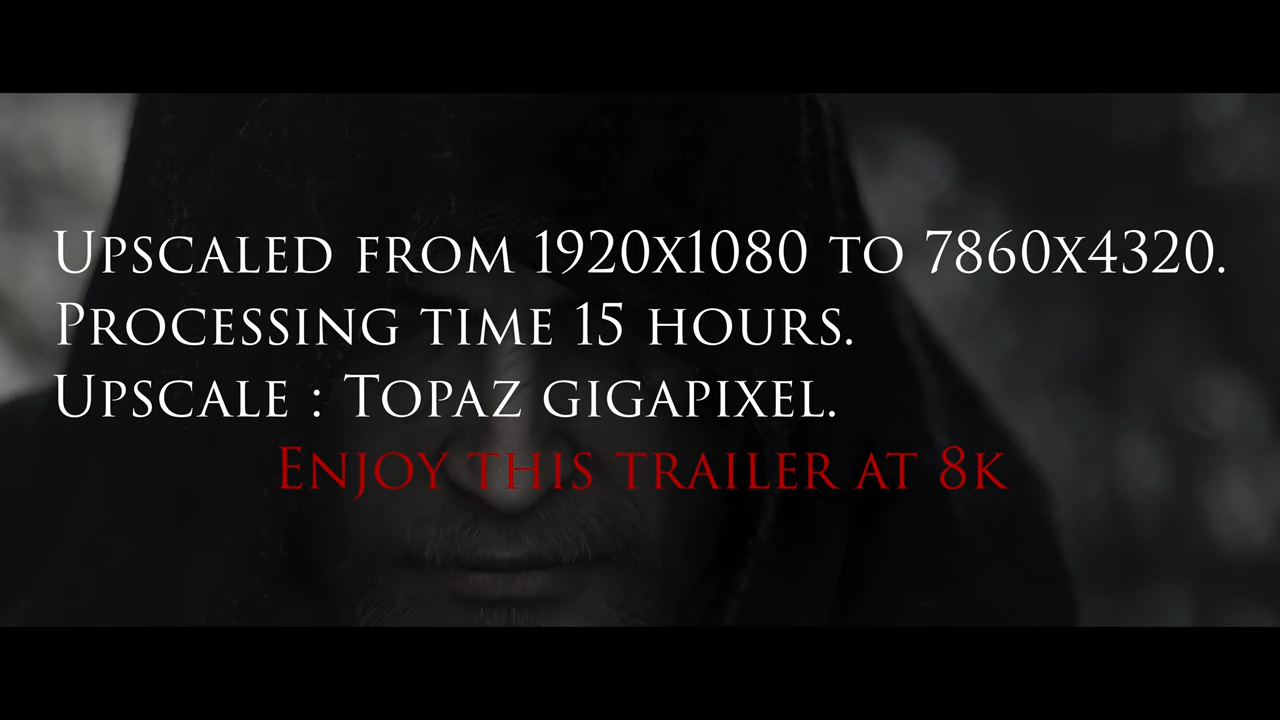 Upscaled from 1920x1080 to 7860x4320.
Processing time 15 hours.
Upscale : Topaz gigapixel.
Enjoy this trailer at 8k